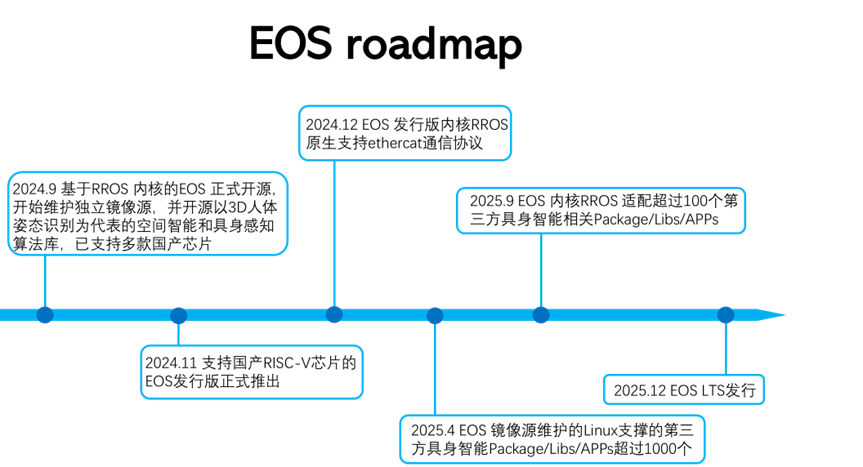 EOS roadmap
2024.9 基于RROS 内核的EOS 正式开源,
开始维护独立镜像源，并开源以3D人体
姿态识别为代表的空间智能和具身感知
算法库，已支持多款国产芯片
2024.11 支持国产RISC-V芯片的
EOS发行版正式推出
2024.12 EOS 发行版内核RROS
原生支持ethercat通信协议
2025.4 EOS 镜像源维护的Linux支撑的第三
方具身智能Package/Libs/APPs超过1000个
2025.9 EOS 内核RROS 适配超过100个第
三方具身智能相关Package/Libs/APPs
2025.12 EOS LTS发行